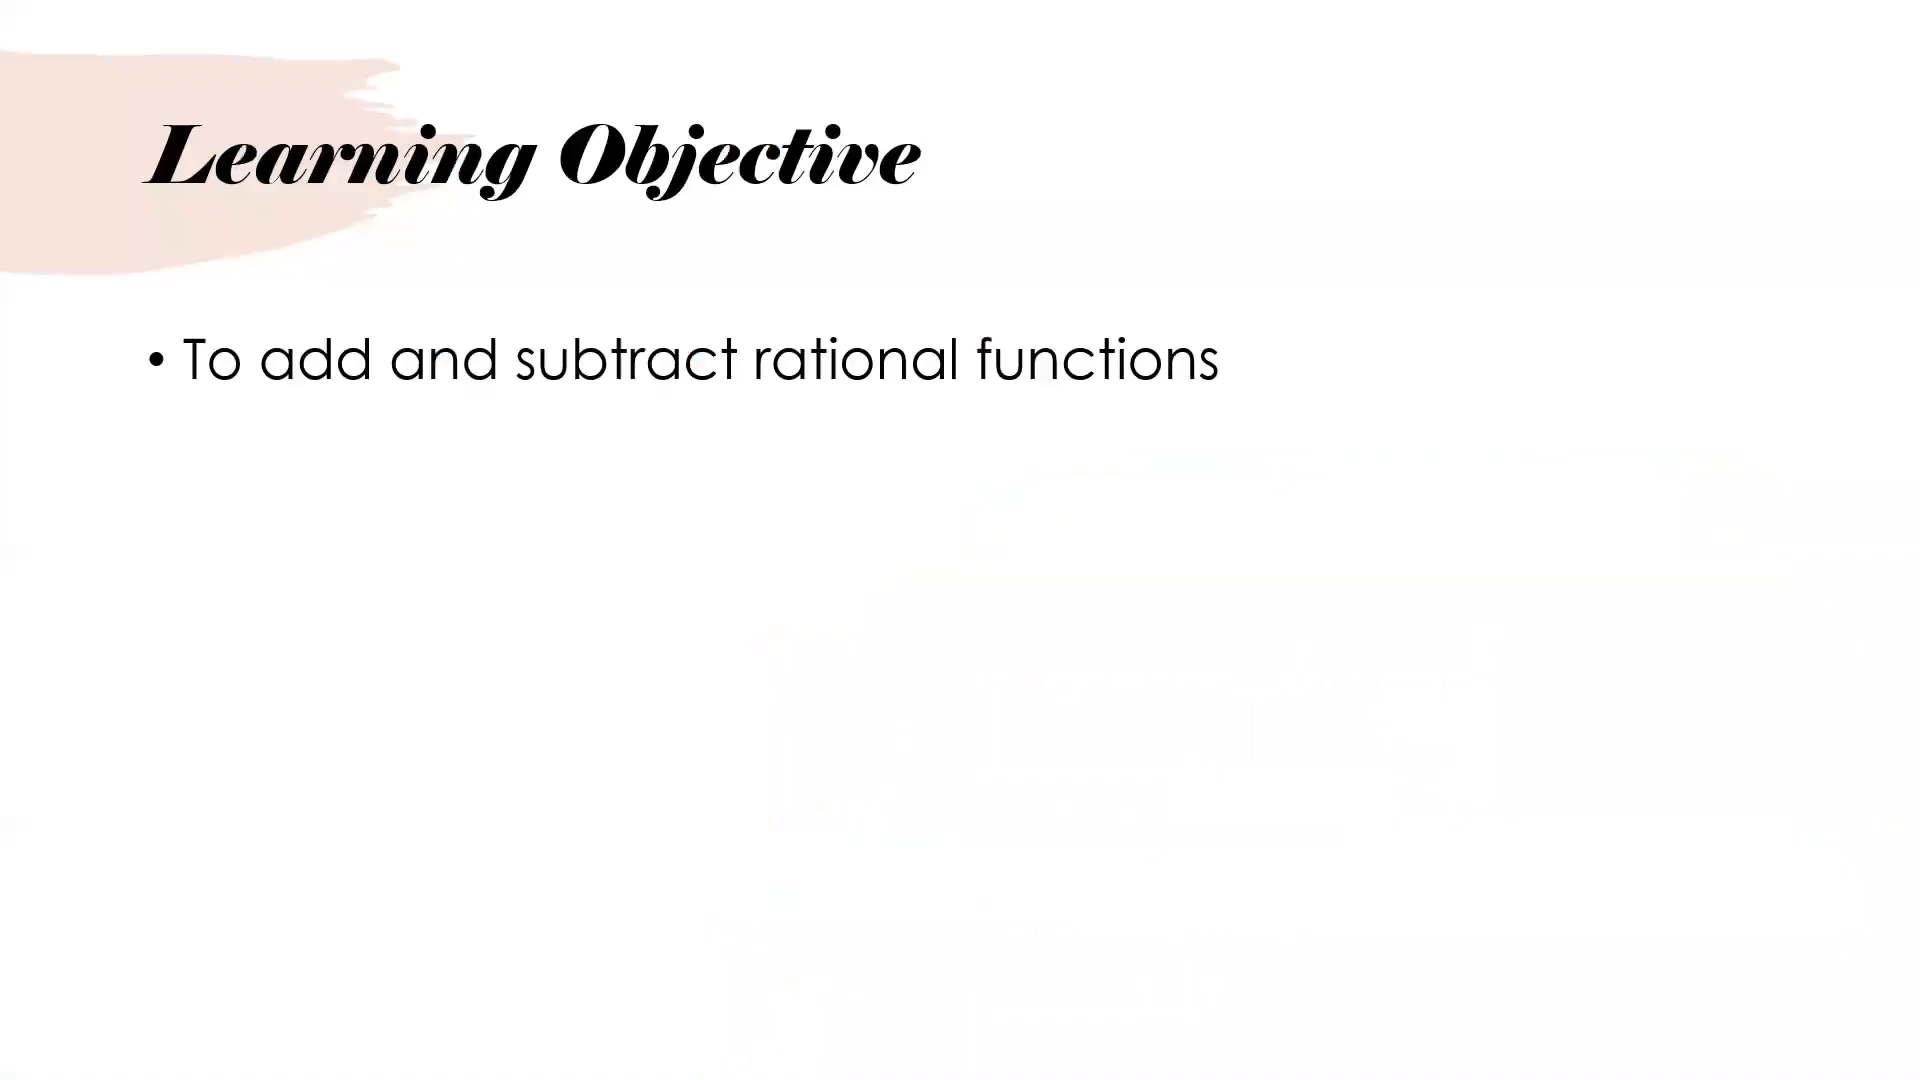 Learning Objective
• To add and subtract rational functions